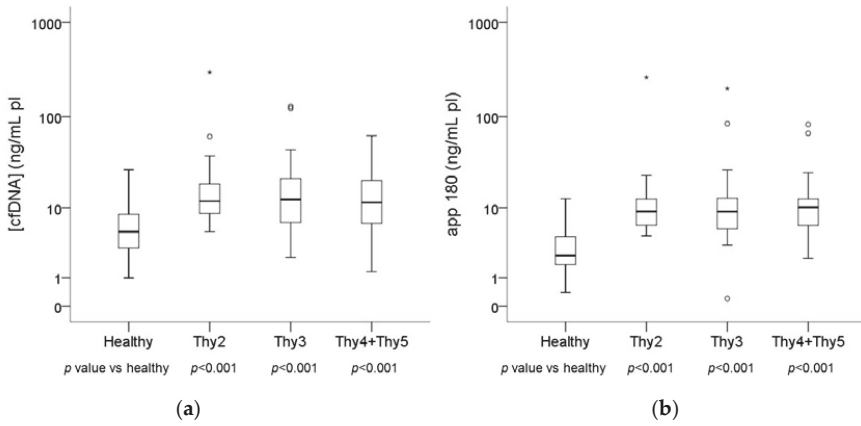 1000
100
10
1
0
[cfDNA] (ng/mL pl)
Healthy Thy2 Thy3 Thy4+Thy5
p value vs healthy p<0.001 p<0.001 p<0.001
(a)
1000
100
10
1
0
app 180 (ng/mL pl)
Healthy Thy2 Thy3 Thy4+Thy5
p value vs healthy p<0.001 p<0.001 p<0.001
(b)